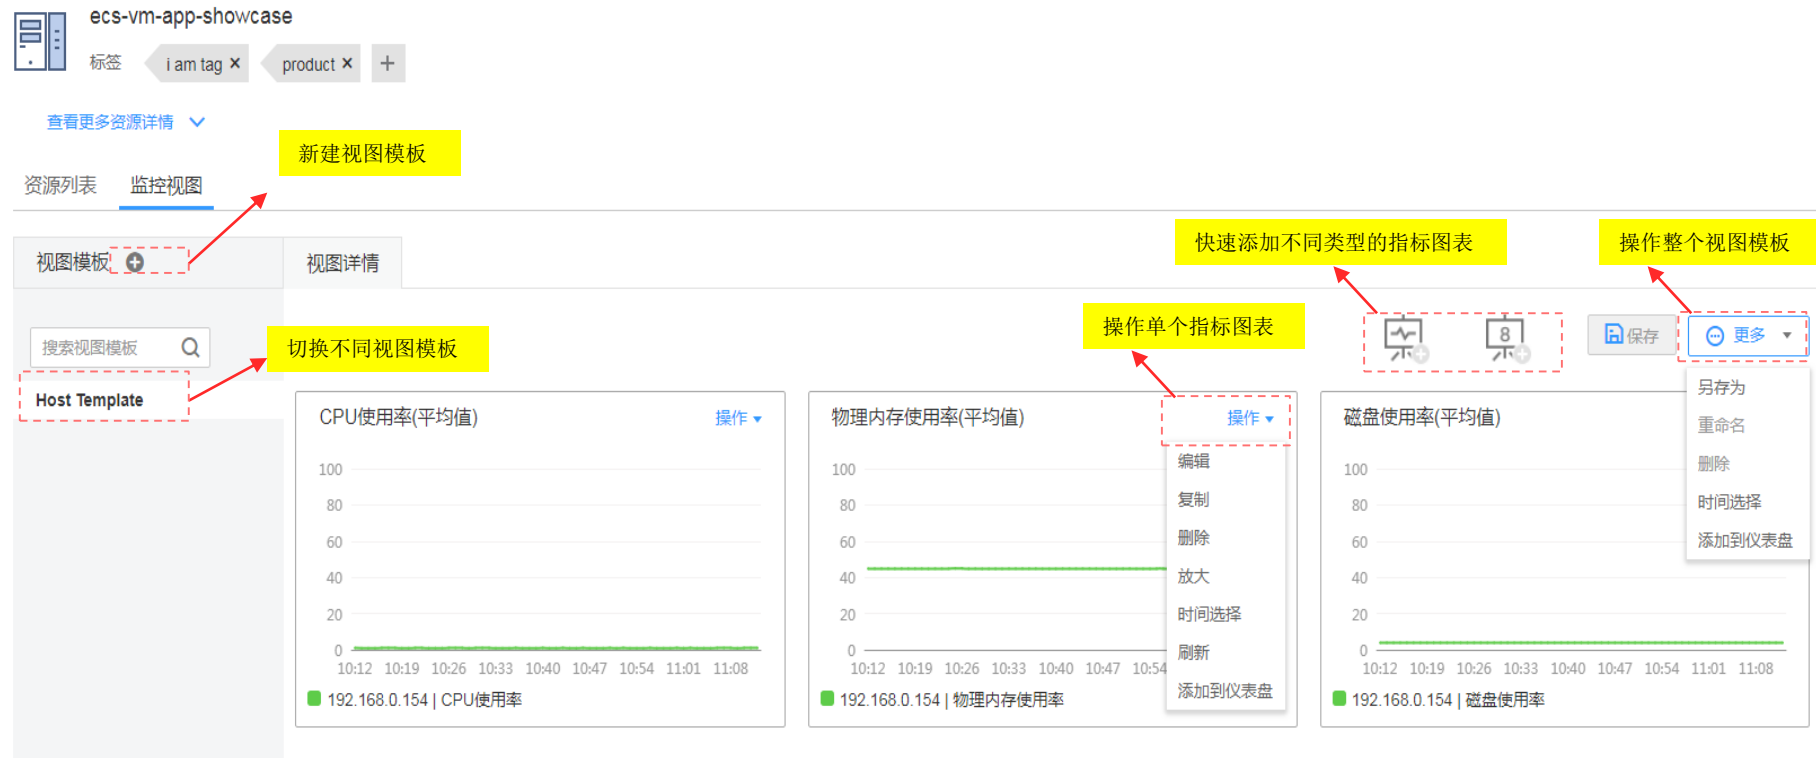 ecs-vm-app-showcase
标签
i am tag ×
product ×
+
查看更多资源详情
新建视图模板
资源列表
监控视图
快速添加不同类型的指标图表
操作整个视图模板
视图模板
视图详情
操作单个指标图表
8
保存
更多
搜索视图模板
切换不同视图模板
Host Template
另存为
重命名
删除
时间选择
添加到仪表盘
CPU使用率(平均值)
操作
100
80
60
40
20
0
10:12 10:19 10:26 10:33 10:40 10:47 10:54 11:01 11:08
192.168.0.154 | CPU使用率
物理内存使用率(平均值)
操作
编辑
复制
删除
放大
时间选择
刷新
添加到仪表盘
100
80
60
40
20
0
10:12 10:19 10:26 10:33 10:40 10:47 10:54
192.168.0.154 | 物理内存使用率
磁盘使用率(平均值)
100
80
60
40
20
0
10:12 10:19 10:26 10:33 10:40 10:47 10:54 11:01 11:08
192.168.0.154 | 磁盘使用率